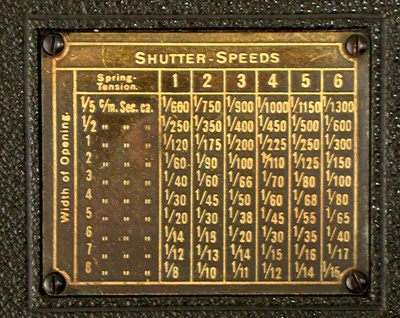 SHUTTER-SPEEDS
Spring-Tension. 1 2 3 4 5 6
Width of Opening.
1/5 c/m. Sec. ca. 1/600 1/750 1/900 1/1000 1/1150 1/1300
1/2 " " " 1/250 1/350 1/400 1/450 1/500 1/600
1 " " " 1/120 1/175 1/200 1/225 1/250 1/300
2 " " " 1/60 1/90 1/100 1/110 1/125 1/150
3 " " " 1/40 1/60 1/66 1/70 1/80 1/100
4 " " " 1/30 1/45 1/50 1/60 1/68 1/80
5 " " " 1/20 1/30 1/38 1/45 1/55 1/65
6 " " " 1/14 1/18 1/20 1/30 1/35 1/40
7 " " " 1/12 1/13 1/14 1/15 1/16 1/17
8 " " " 1/8 1/10 1/11 1/12 1/14 1/15